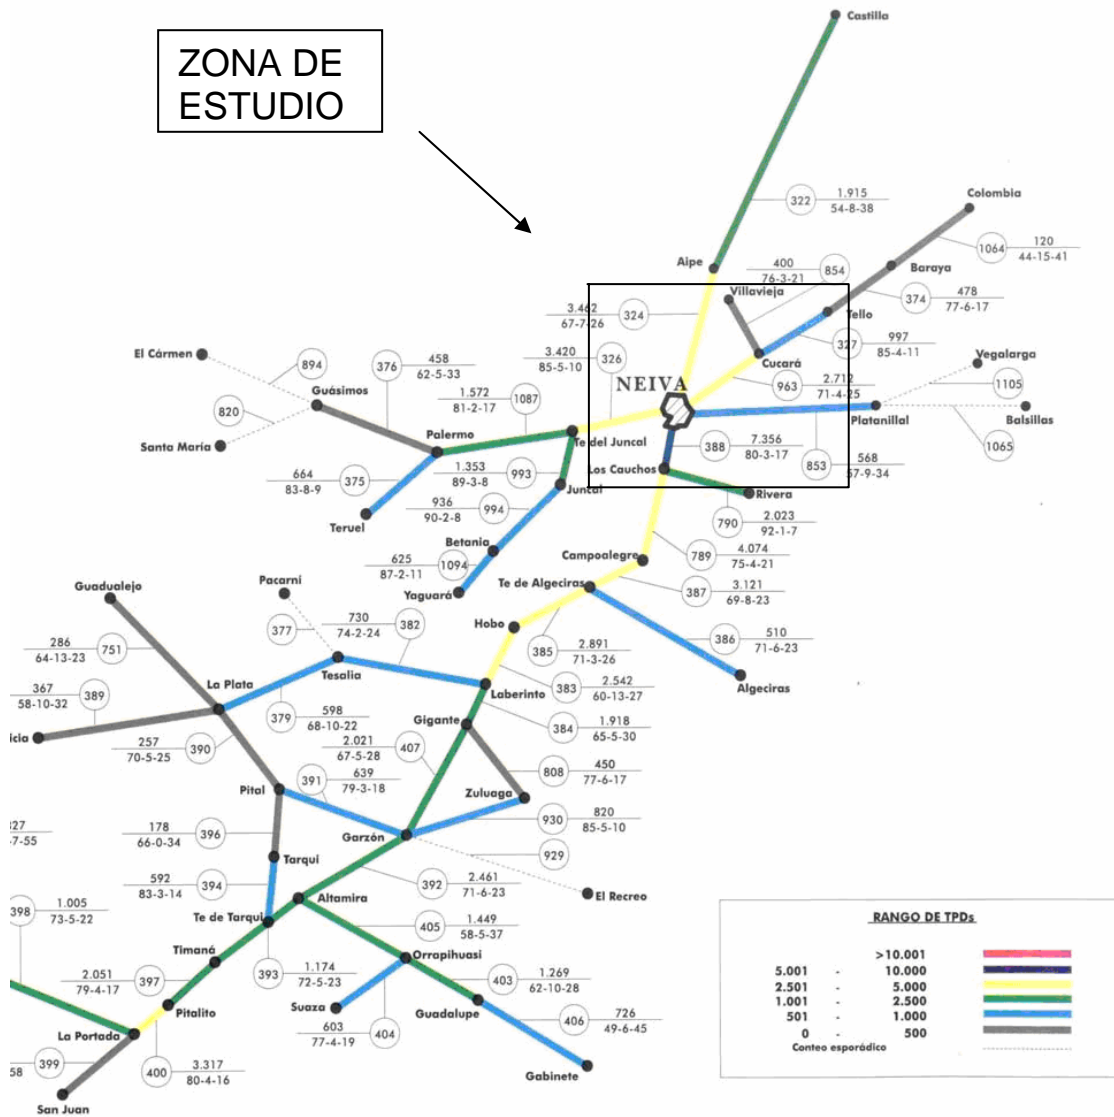 ZONA DE
ESTUDIO
Castilla
322
1.915
54-8-38
Colombia
1064
120
44-15-41
Aipe
400
76-3-21
854
Baraya
Villavieja
374
478
77-6-17
3.462
67-7-26
324
Tello
327
997
85-4-11
El Cármen
894
376
458
62-5-33
3.420
85-5-10
326
Cucará
Vegalarga
Guásimos
1.572
81-2-17
1087
NEIVA
963
2.712
71-4-25
1105
820
Platanillal
Balsillas
Santa María
Palermo
Te del Juncal
388
7.356
80-3-17
1065
664
83-8-9
375
1.353
89-3-8
993
Los Cauchos
853
568
57-9-34
Juncal
Rivera
936
90-2-8
994
790
2.023
92-1-7
Teruel
Betania
625
87-2-11
1094
Campoalegre
789
4.074
75-4-21
Guadualejo
Pacarní
Yaguará
Te de Algeciras
387
3.121
69-8-23
377
730
74-2-24
382
Hobo
286
64-13-23
751
385
2.891
71-3-26
386
510
71-6-23
367
58-10-32
389
La Plata
Tesalia
383
2.542
60-13-27
Laberinto
Algeciras
379
598
68-10-22
Gigante
384
1.918
65-5-30
icia
257
70-5-25
390
2.021
67-5-28
407
391
639
79-3-18
808
450
77-6-17
Pital
Zuluaga
930
820
85-5-10
327
7-55
178
66-0-34
396
Garzón
929
Tarqui
592
83-3-14
394
392
2.461
71-6-23
El Recreo
398
1.005
73-5-22
Altamira
Te de Tarqui
405
1.449
58-5-37
Timaná
2.051
79-4-17
397
393
1.174
72-5-23
Orrapihuasi
403
1.269
62-10-28
Pitalito
Suaza
Guadalupe
603
77-4-19
404
406
726
49-6-45
La Portada
58
399
400
3.317
80-4-16
Gabinete
San Juan
RANGO DE TPDs
>10.001
5.001 - 10.000
2.501 - 5.000
1.001 - 2.500
501 - 1.000
0 - 500
Conteo esporádico